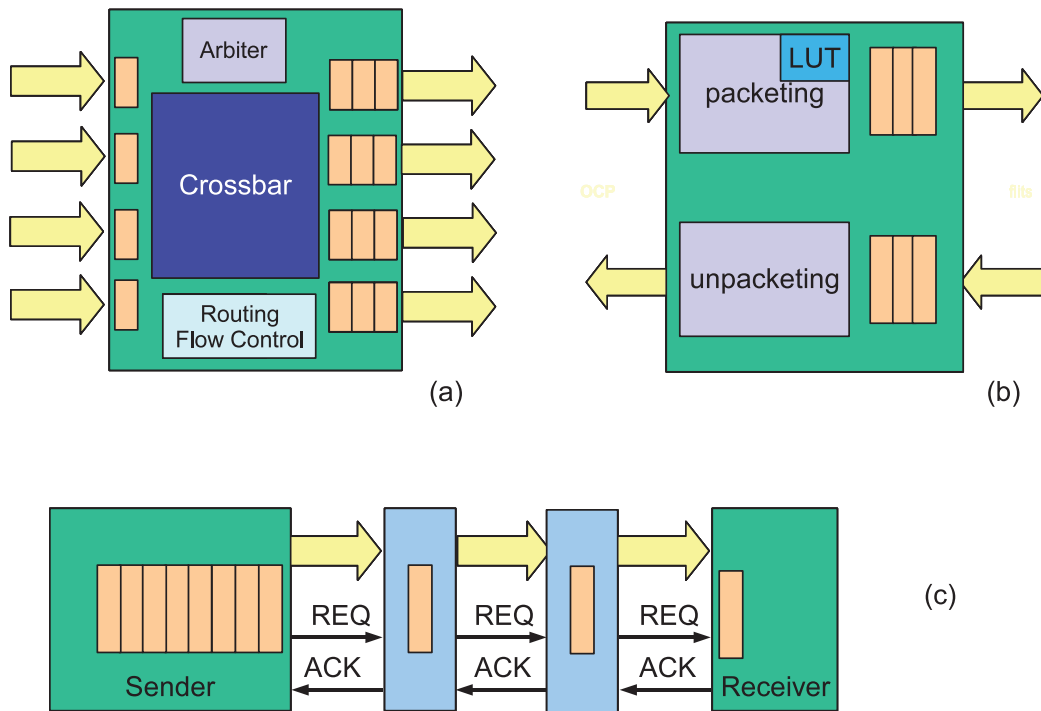 Arbiter
Crossbar
Routing
Flow Control
(a)
LUT
packeting
OCP
flits
unpacketing
(b)
REQ
REQ
REQ
ACK
ACK
ACK
Sender
Receiver
(c)